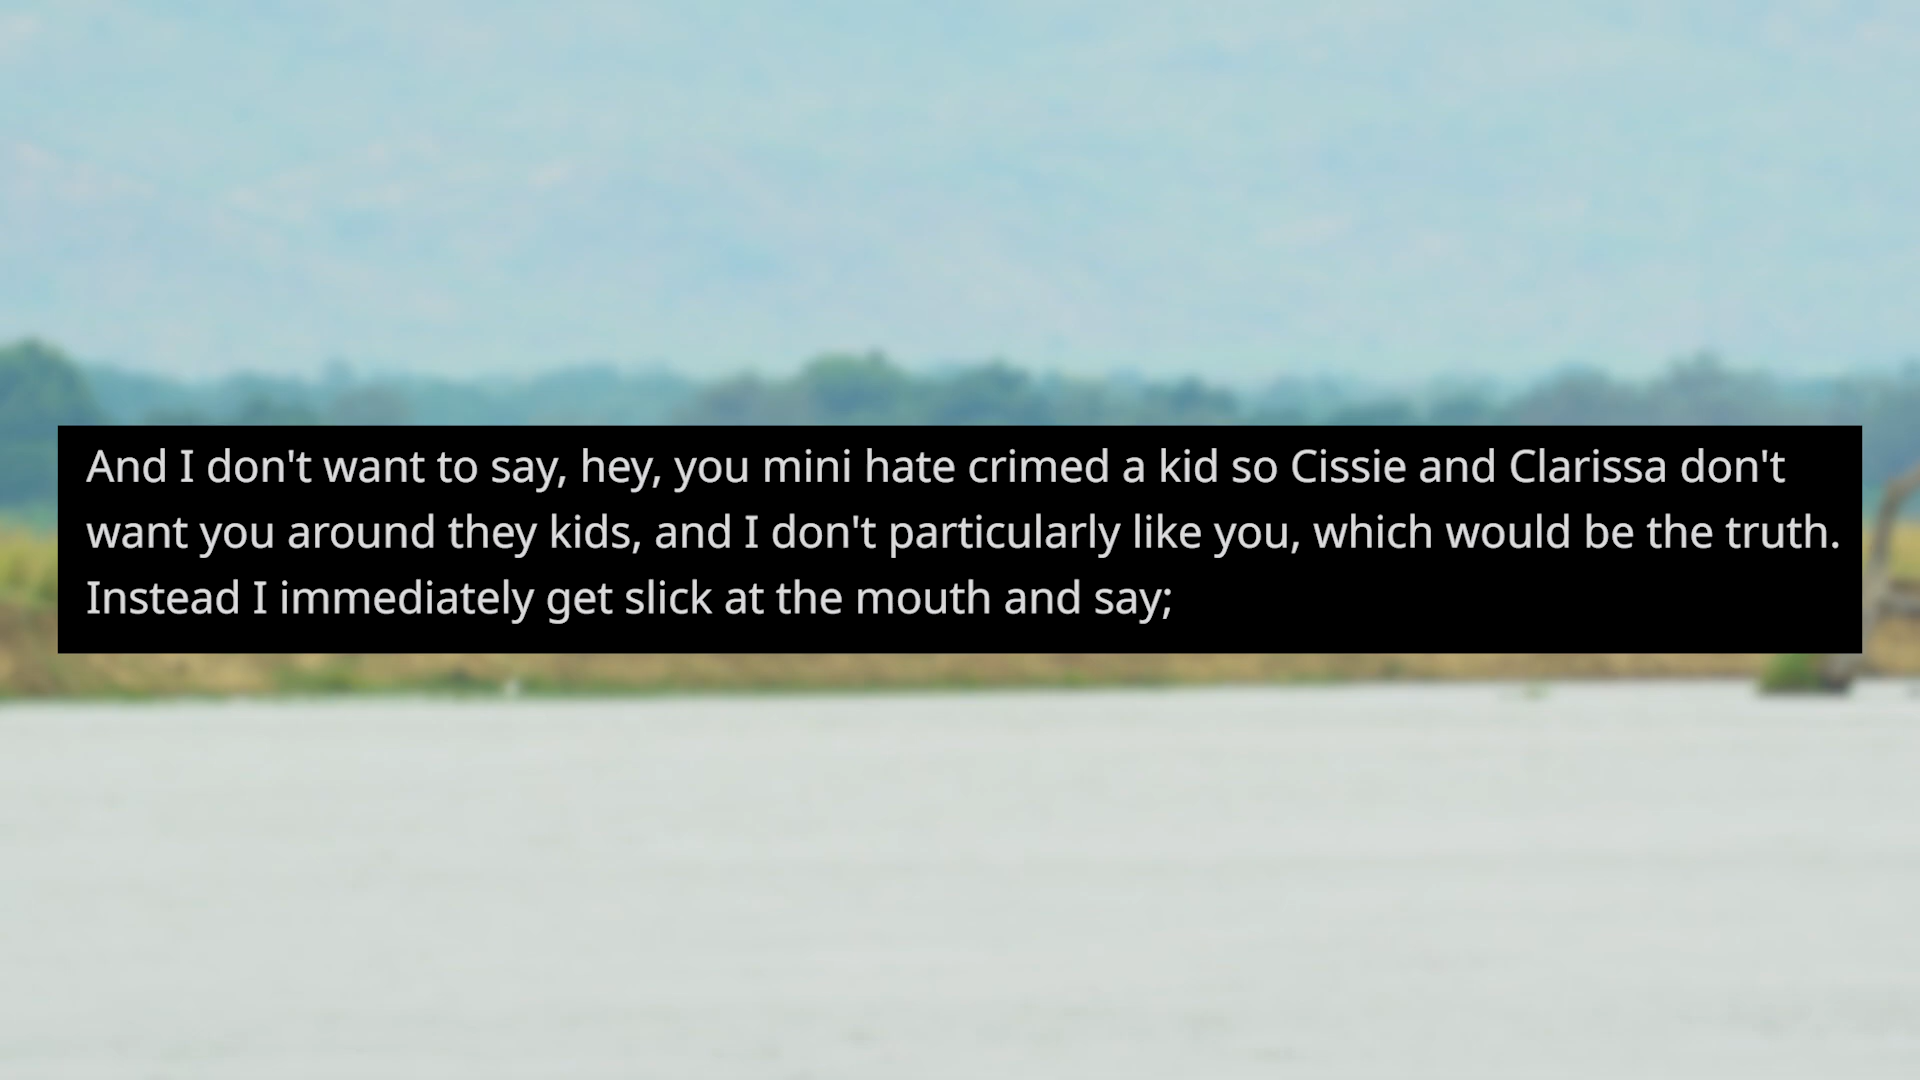 And I don't want to say, hey, you mini hate crimed a kid so Cissie and Clarissa don't
want you around they kids, and I don't particularly like you, which would be the truth.
Instead I immediately get slick at the mouth and say;